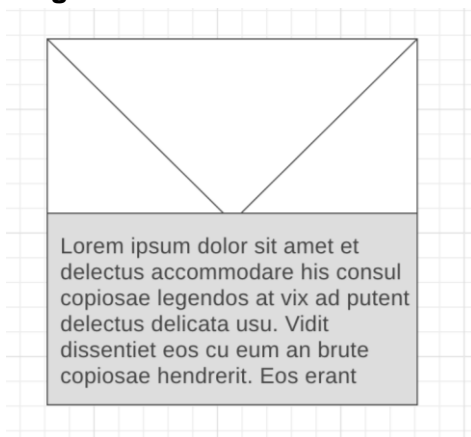 Lorem ipsum dolor sit amet et
delectus accommodare his consul
copiosae legendos at vix ad putent
delectus delicata usu. Vidit
dissentiet eos cu eum an brute
copiosae hendrerit. Eos erant